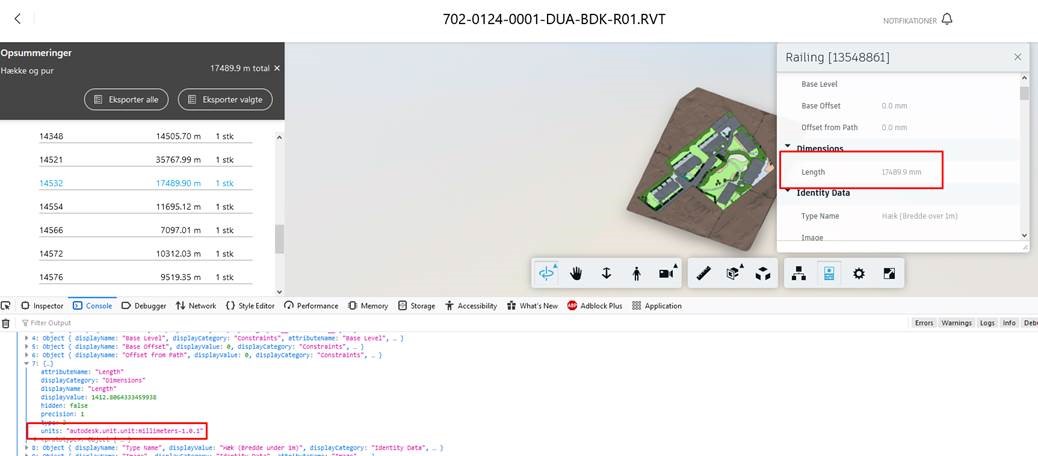 702-0124-0001-DUA-BDK-R01.RVT
NOTIFIKATIONER
Opsummeringer
Hække og pur
17489.9 m total ×
Eksporter alle
Eksporter valgte
14348 14505.70 m 1 stk
14521 35767.99 m 1 stk
14532 17489.90 m 1 stk
14554 11695.12 m 1 stk
14566 7097.01 m 1 stk
14572 10312.03 m 1 stk
14576 9519.35 m 1 stk
Railing [13548861]
Base Level
Base Offset 0.0 mm
Offset from Path 0.0 mm
Dimensions
Length 17489.9 mm
Identity Data
Type Name Hæk (Bredde over 1m)
Image
Inspector Console Debugger Network Style Editor Performance Memory Storage Accessibility What's New Adblock Plus Application
Filter Output
Errors Warnings Logs Info Debu
4: Object { displayName: "Base Level", displayCategory: "Constraints", attributeName: "Base Level", … }
5: Object { displayName: "Base Offset", displayValue: 0, displayCategory: "Constraints", … }
6: Object { displayName: "Offset from Path", displayValue: 0, displayCategory: "Constraints", … }
7: {…}
attributeName: "Length"
displayCategory: "Dimensions"
displayName: "Length"
displayValue: 1412.8064333459938
hidden: false
precision: 1
units: "autodesk.unit.unit:millimeters-1.0.1"
8: Object { displayName: "Type Name", displayValue: "Hæk (Bredde under 1m)", displayCategory: "Identity Data", … }